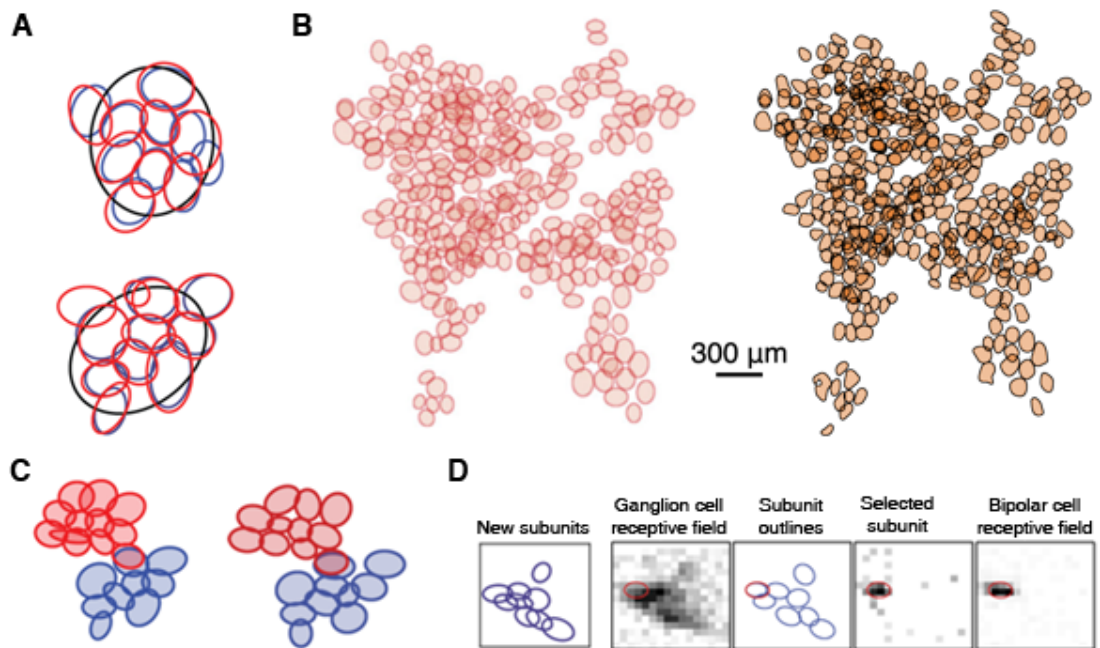 A
B
300 µm
C
D
New subunits
Ganglion cell
receptive field
Subunit
outlines
Selected
subunit
Bipolar cell
receptive field